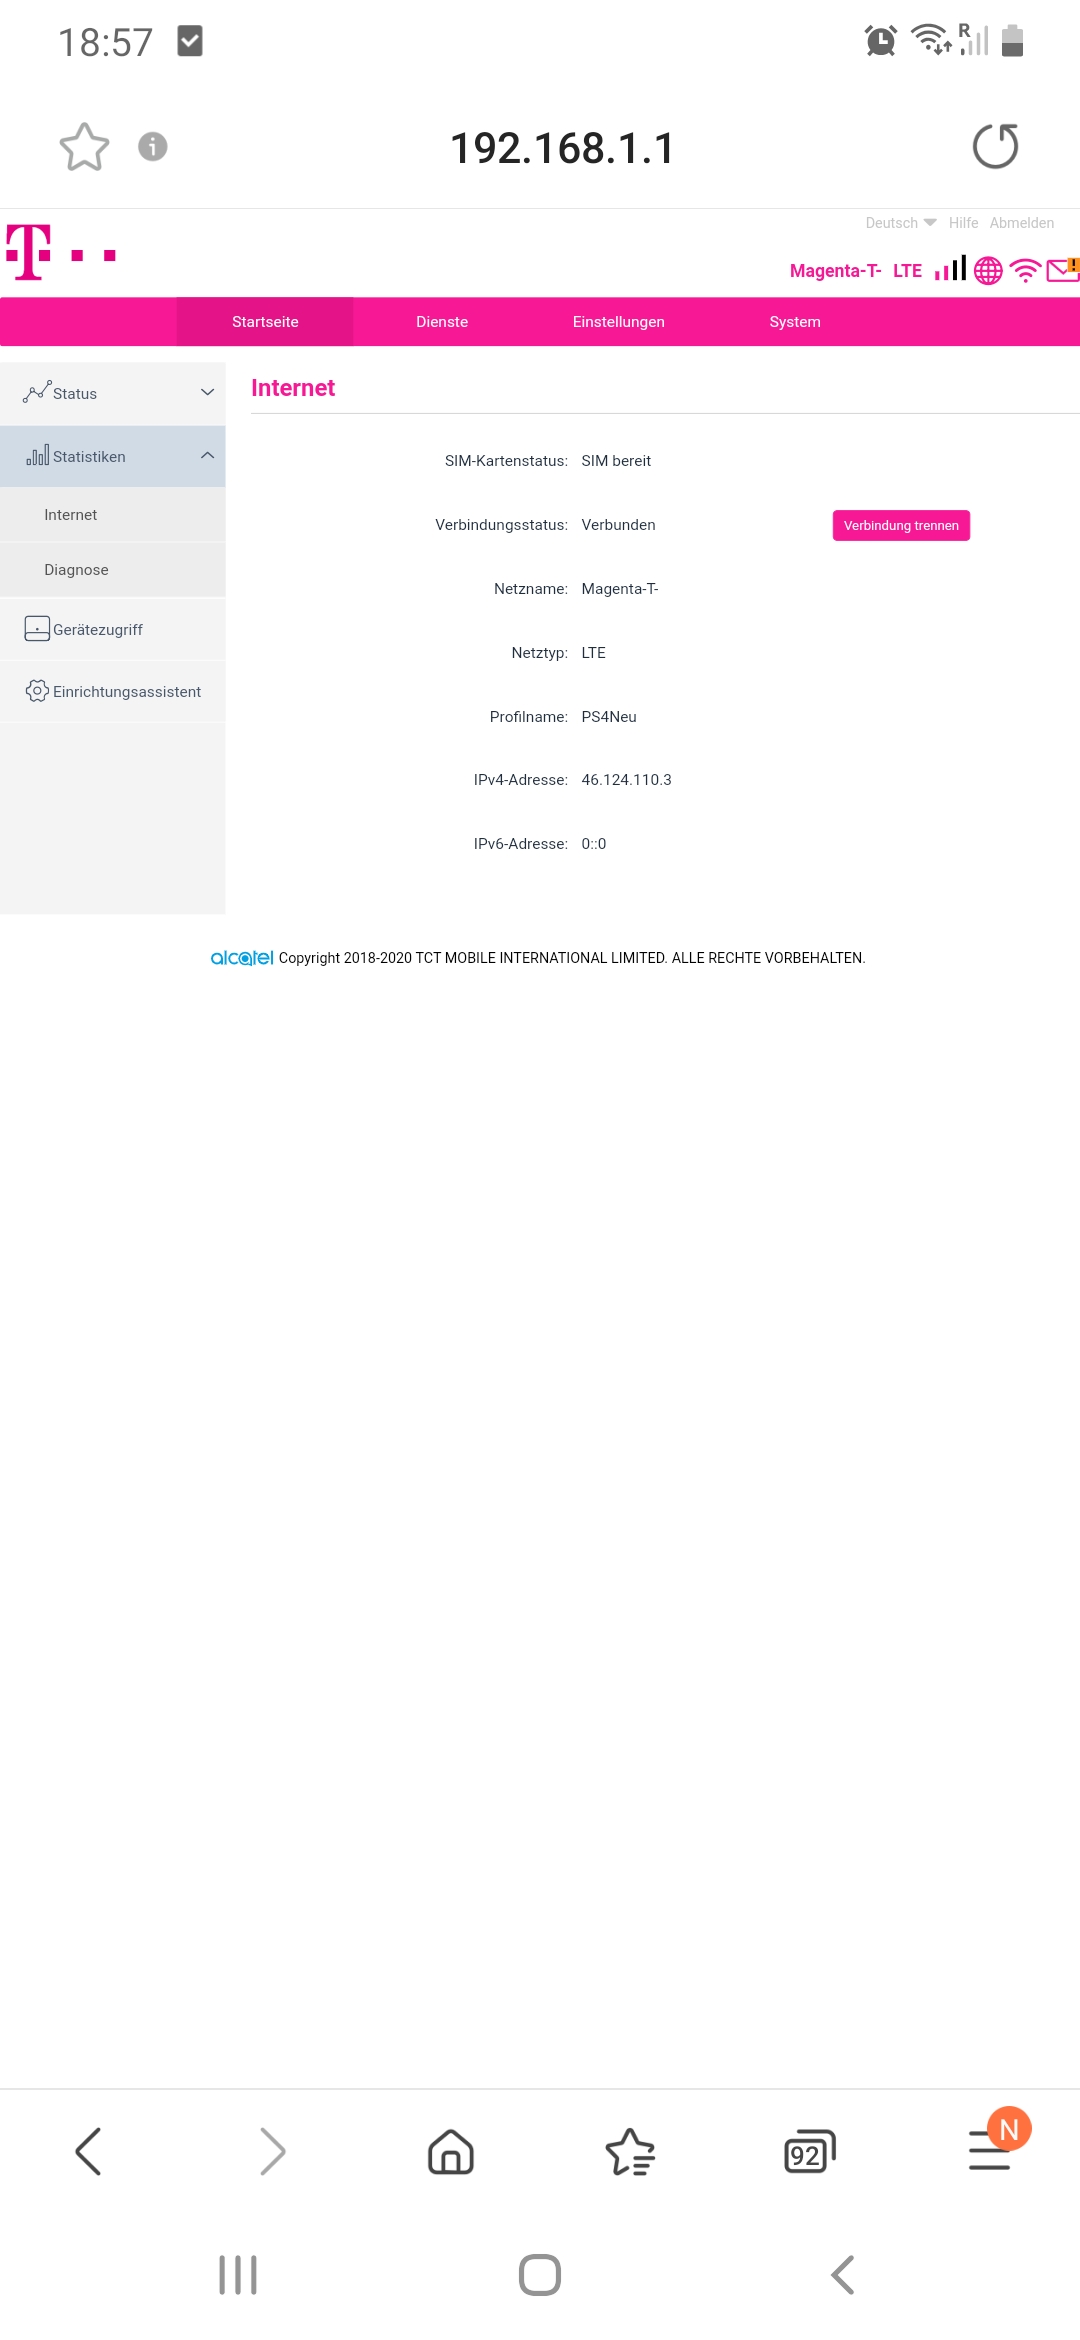 18:57
R
192.168.1.1
Deutsch Hilfe Abmelden
T
Magenta-T- LTE
Startseite Dienste Einstellungen System
Status
Internet
Statistiken
SIM-Kartenstatus: SIM bereit
Internet
Verbindungsstatus: Verbunden Verbindung trennen
Diagnose
Netzname: Magenta-T-
Gerätezugriff
Netztyp: LTE
Einrichtungsassistent
Profilname: PS4Neu
IPv4-Adresse: 46.124.110.3
IPv6-Adresse: 0::0
alcatel Copyright 2018-2020 TCT MOBILE INTERNATIONAL LIMITED. ALLE RECHTE VORBEHALTEN.
92
N